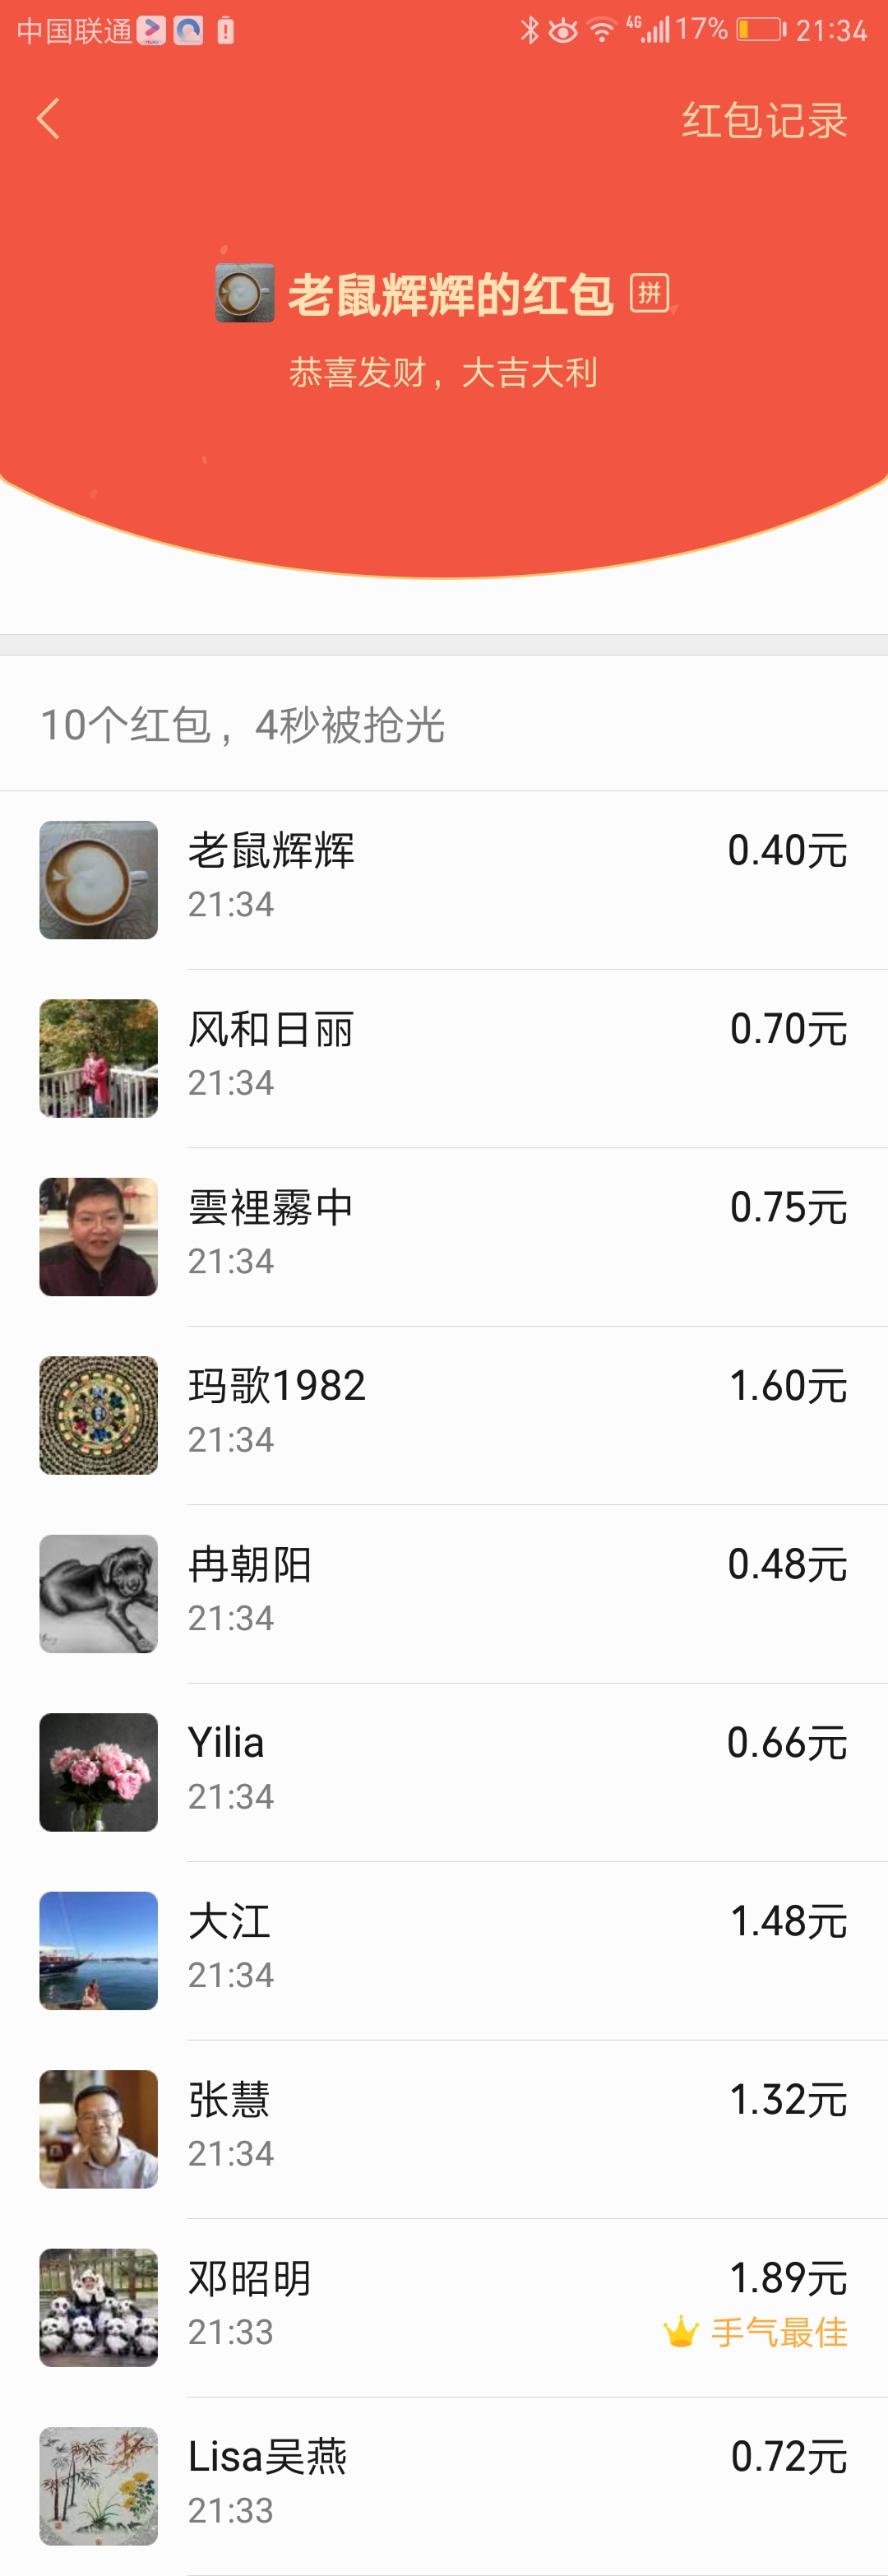 中国联通 4G 17% 21:34
红包记录
老鼠辉辉的红包 拼
恭喜发财，大吉大利
10个红包，4秒被抢光
老鼠辉辉 0.40元
21:34
风和日丽 0.70元
21:34
雲裡霧中 0.75元
21:34
玛歌1982 1.60元
21:34
冉朝阳 0.48元
21:34
Yilia 0.66元
21:34
大江 1.48元
21:34
张慧 1.32元
21:34
邓昭明 1.89元
21:33 手气最佳
Lisa吴燕 0.72元
21:33